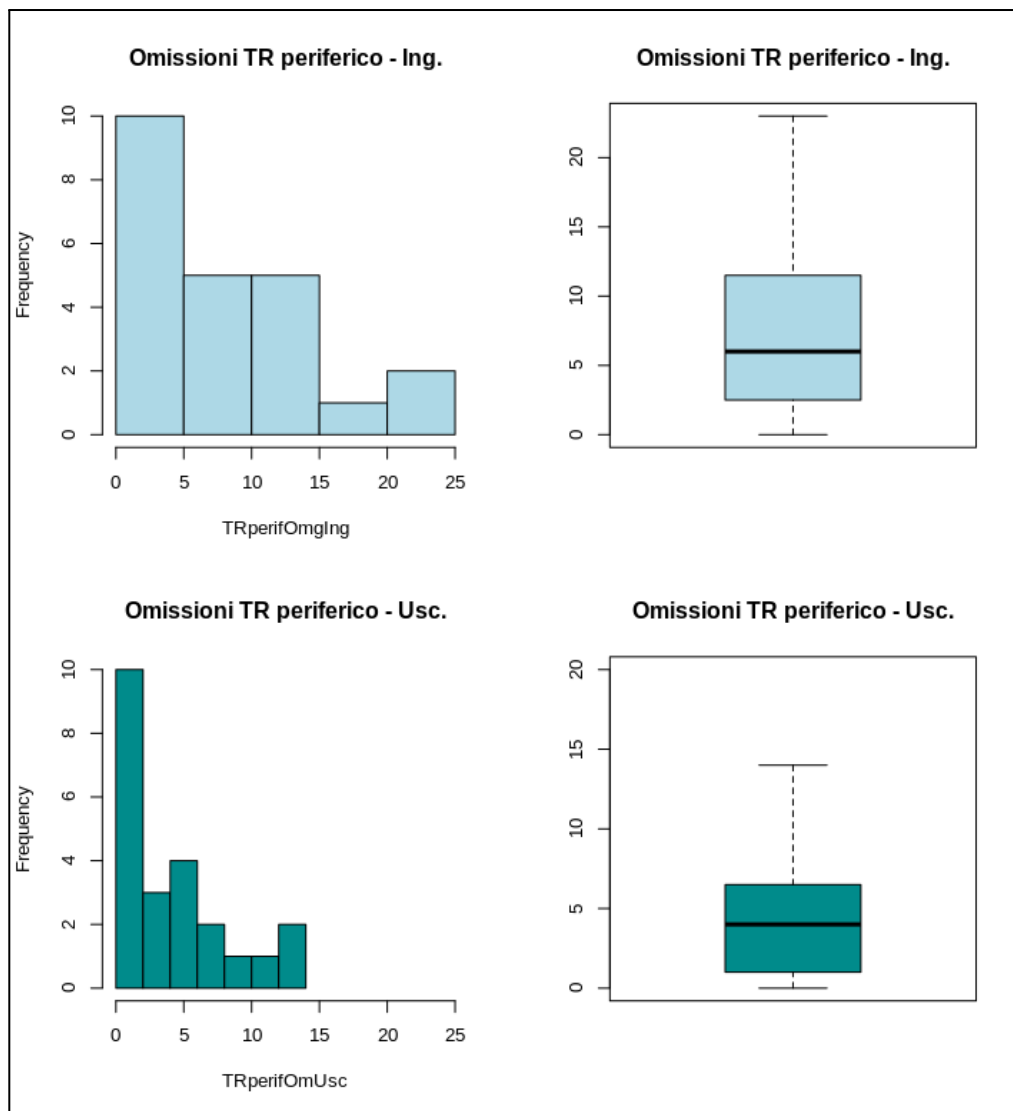 Omissioni TR periferico - Ing.
Frequency
10
8
6
4
2
0
0 5 10 15 20 25
TRperifOmgIng
Omissioni TR periferico - Ing.
20
15
10
5
0
Omissioni TR periferico - Usc.
Frequency
10
8
6
4
2
0
0 5 10 15 20 25
TRperifOmUsc
Omissioni TR periferico - Usc.
20
15
10
5
0